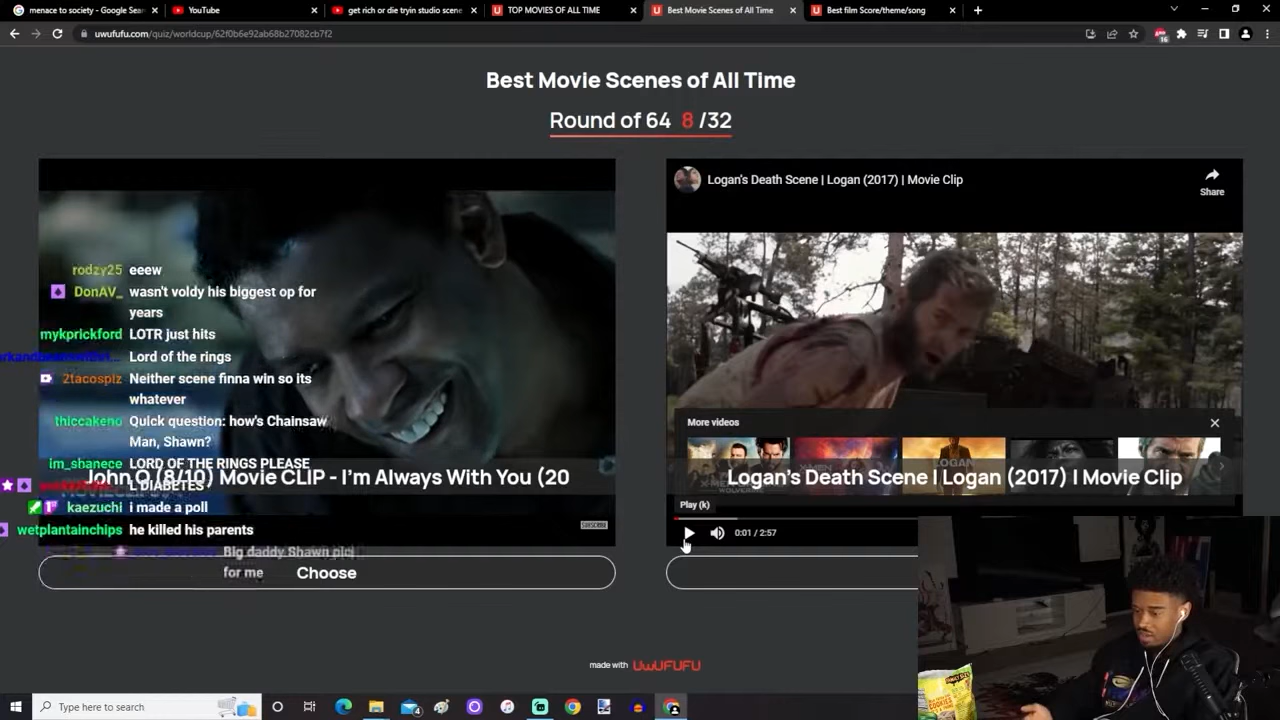 menace to society - Google Sear
YouTube
get rich or die tryin studio scene
TOP MOVIES OF ALL TIME
Best Movie Scenes of All Time
Best film Score/theme/song
uwufufu.com/quiz/worldcup/62f0b6e92ab68b27082cb7f2
16
Best Movie Scenes of All Time
Round of 64 8 /32
Logan's Death Scene | Logan (2017) | Movie Clip
Share
rodzy25 eeew
DonAV_ wasn't voldy his biggest op for
years
mykprickford LOTR just hits
Lord of the rings
2tacospiz Neither scene finna win so its
whatever
thiccakeno Quick question: how's Chainsaw
Man, Shawn?
im_shanece LORD OF THE RINGS PLEASE
L DIABETES
kaezuchi i made a poll
wetplantainchips he killed his parents
Big daddy Shawn
for me
John Q (8/10) Movie CLIP - I'm Always With You (20
SUBSCRIBE
Choose
More videos
LOGAN
Logan's Death Scene | Logan (2017) | Movie Clip
Play (k)
0:01 / 2:57
made with UwUFUFU
Type here to search
4